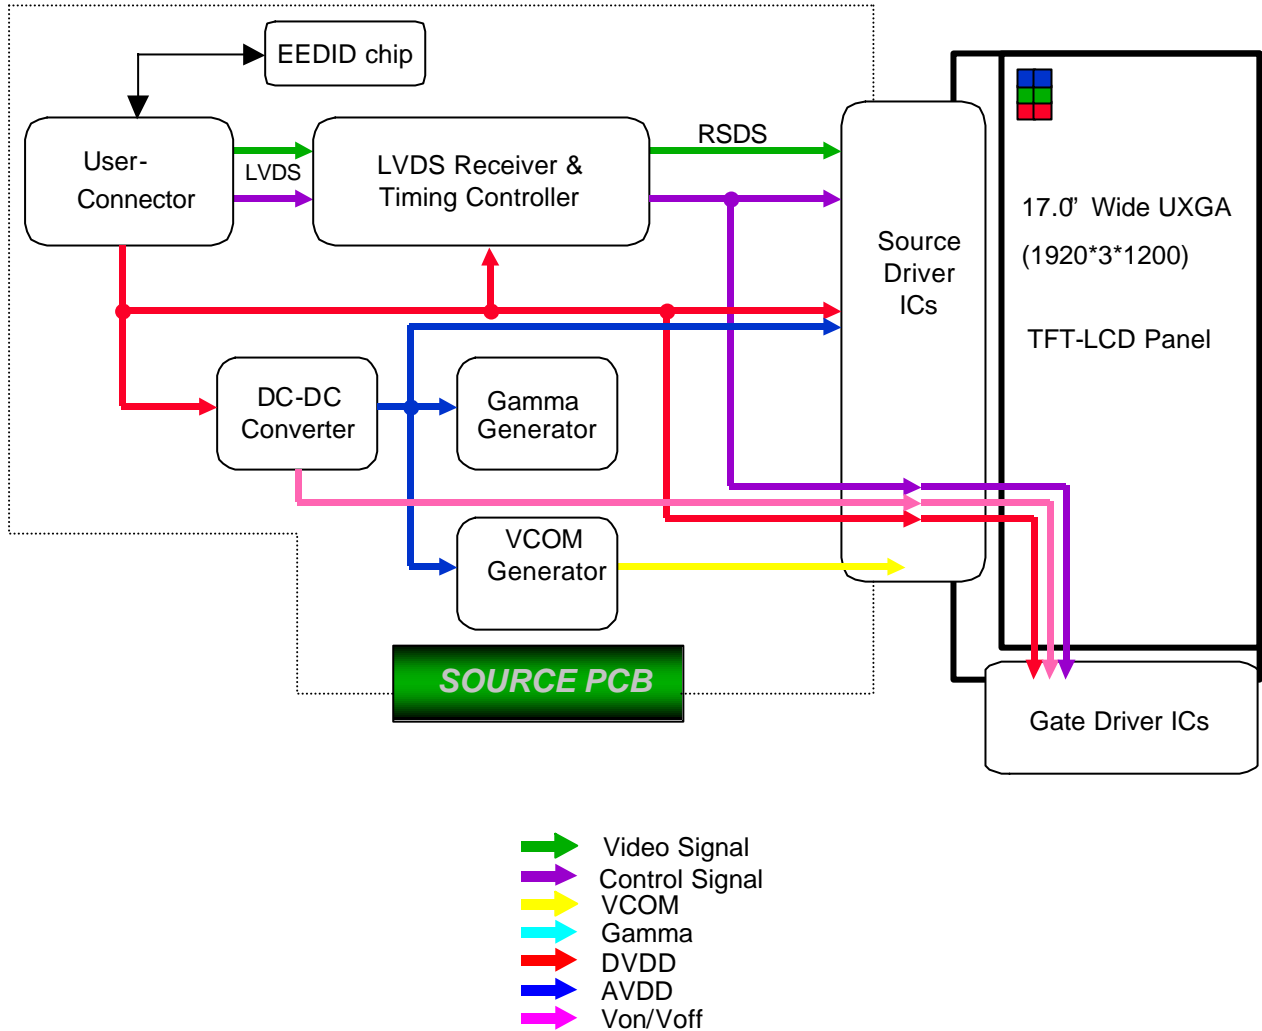 EEDID chip
User-
Connector
LVDS
LVDS Receiver &
Timing Controller
RSDS
Source
Driver
ICs
17.0" Wide UXGA
(1920*3*1200)
TFT-LCD Panel
DC-DC
Converter
Gamma
Generator
VCOM
Generator
SOURCE PCB
Gate Driver ICs
Video Signal
Control Signal
VCOM
Gamma
DVDD
AVDD
Von/Voff